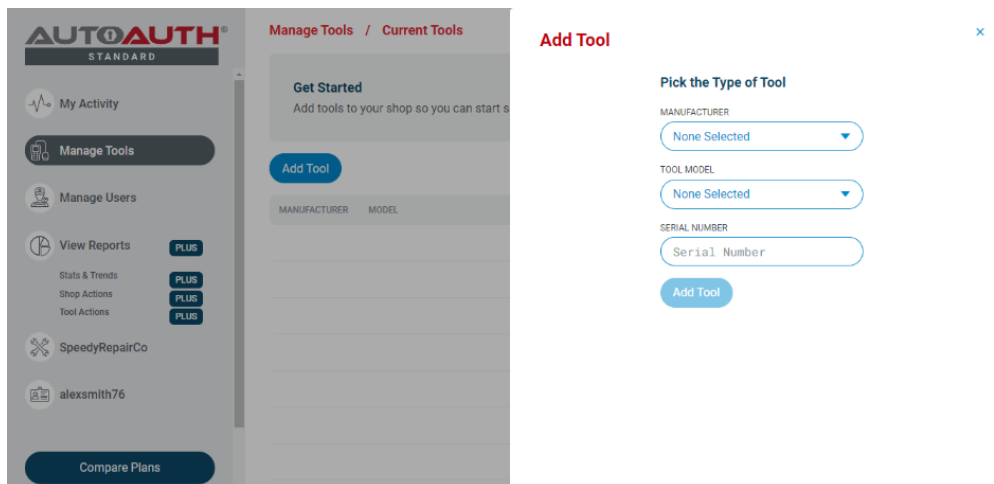 AUTOAUTH®
STANDARD
My Activity
Manage Tools
Manage Users
View Reports PLUS
Stats & Trends PLUS
Shop Actions PLUS
Tool Actions PLUS
SpeedyRepairCo
alexsmith76
Compare Plans
Manage Tools / Current Tools
Get Started
Add tools to your shop so you can start s
Add Tool
MANUFACTURER MODEL
Add Tool
×
Pick the Type of Tool
MANUFACTURER
None Selected
TOOL MODEL
None Selected
SERIAL NUMBER
Serial Number
Add Tool